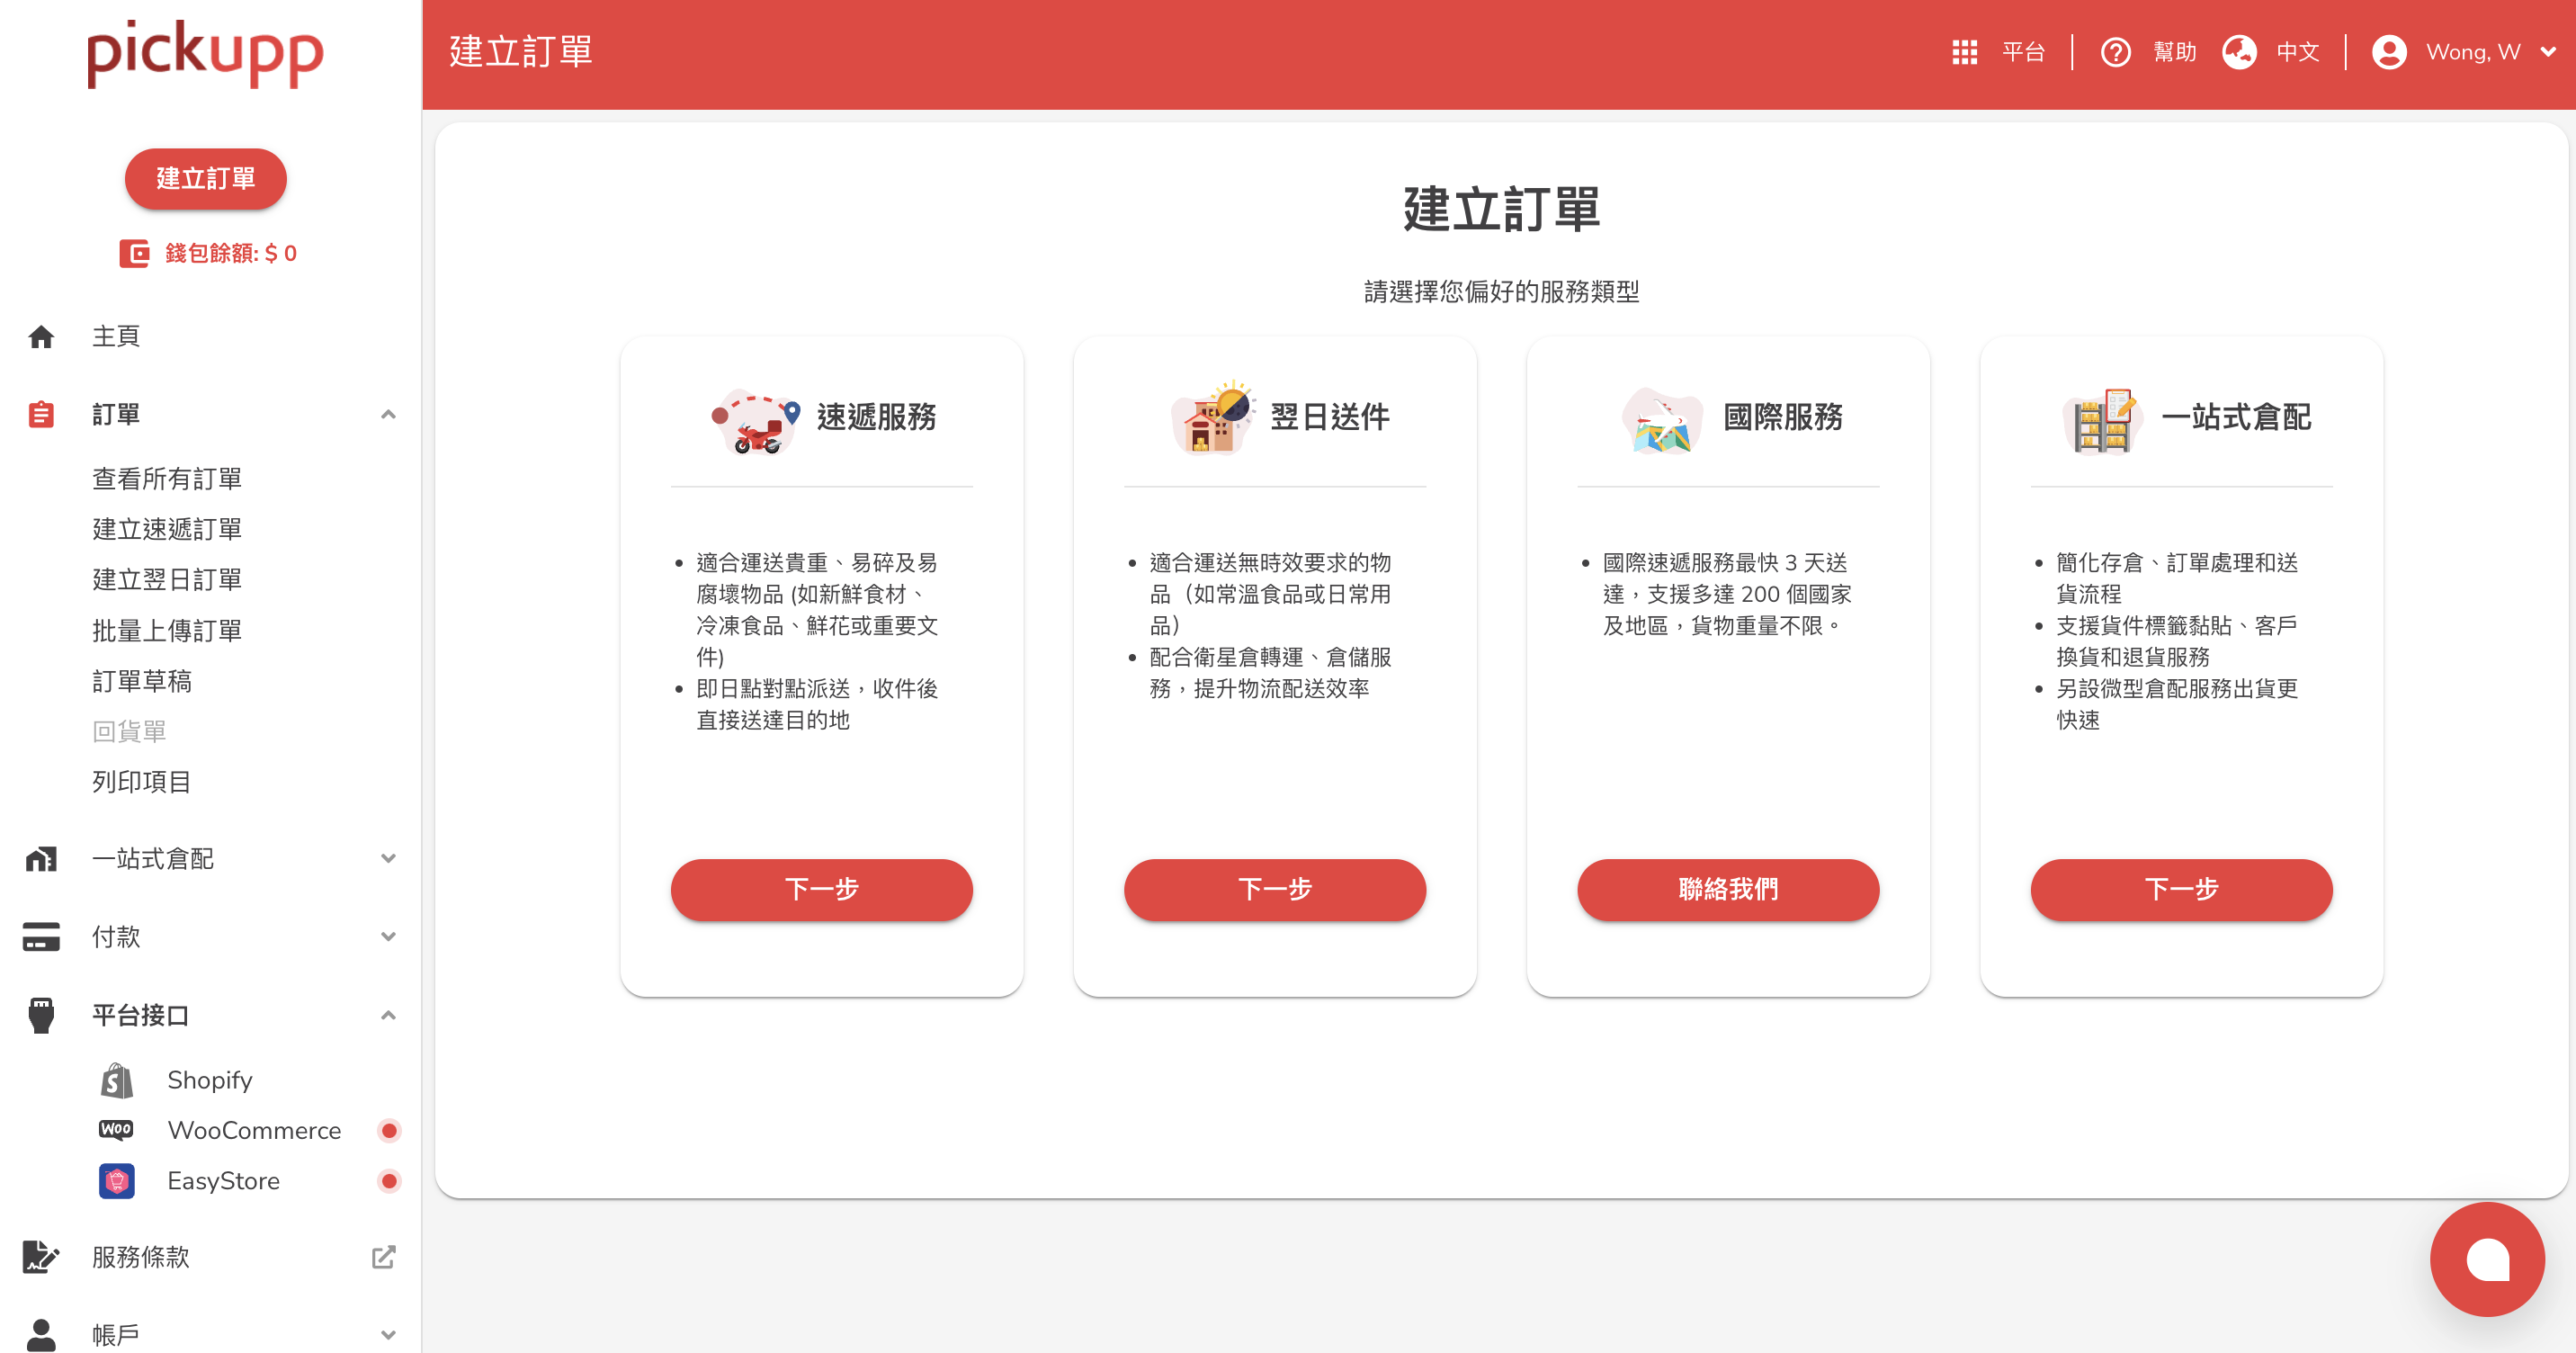 pickupp
建立訂單
錢包餘額: $ 0
主頁
訂單
查看所有訂單
建立速遞訂單
建立翌日訂單
批量上傳訂單
訂單草稿
回貨單
列印項目
一站式倉配
付款
平台接口
Shopify
WooCommerce
EasyStore
服務條款
帳戶
建立訂單
平台
幫助
中文
Wong, W
建立訂單
請選擇您偏好的服務類型
速遞服務
適合運送貴重、易碎及易
腐壞物品 (如新鮮食材、
冷凍食品、鮮花或重要文
件)
即日點對點派送，收件後
直接送達目的地
下一步
翌日送件
適合運送無時效要求的物
品（如常溫食品或日常用
品）
配合衛星倉轉運、倉儲服
務，提升物流配送效率
下一步
國際服務
國際速遞服務最快 3 天送
達，支援多達 200 個國家
及地區，貨物重量不限。
聯絡我們
一站式倉配
簡化存倉、訂單處理和送
貨流程
支援貨件標籤黏貼、客戶
換貨和退貨服務
另設微型倉配服務出貨更
快速
下一步